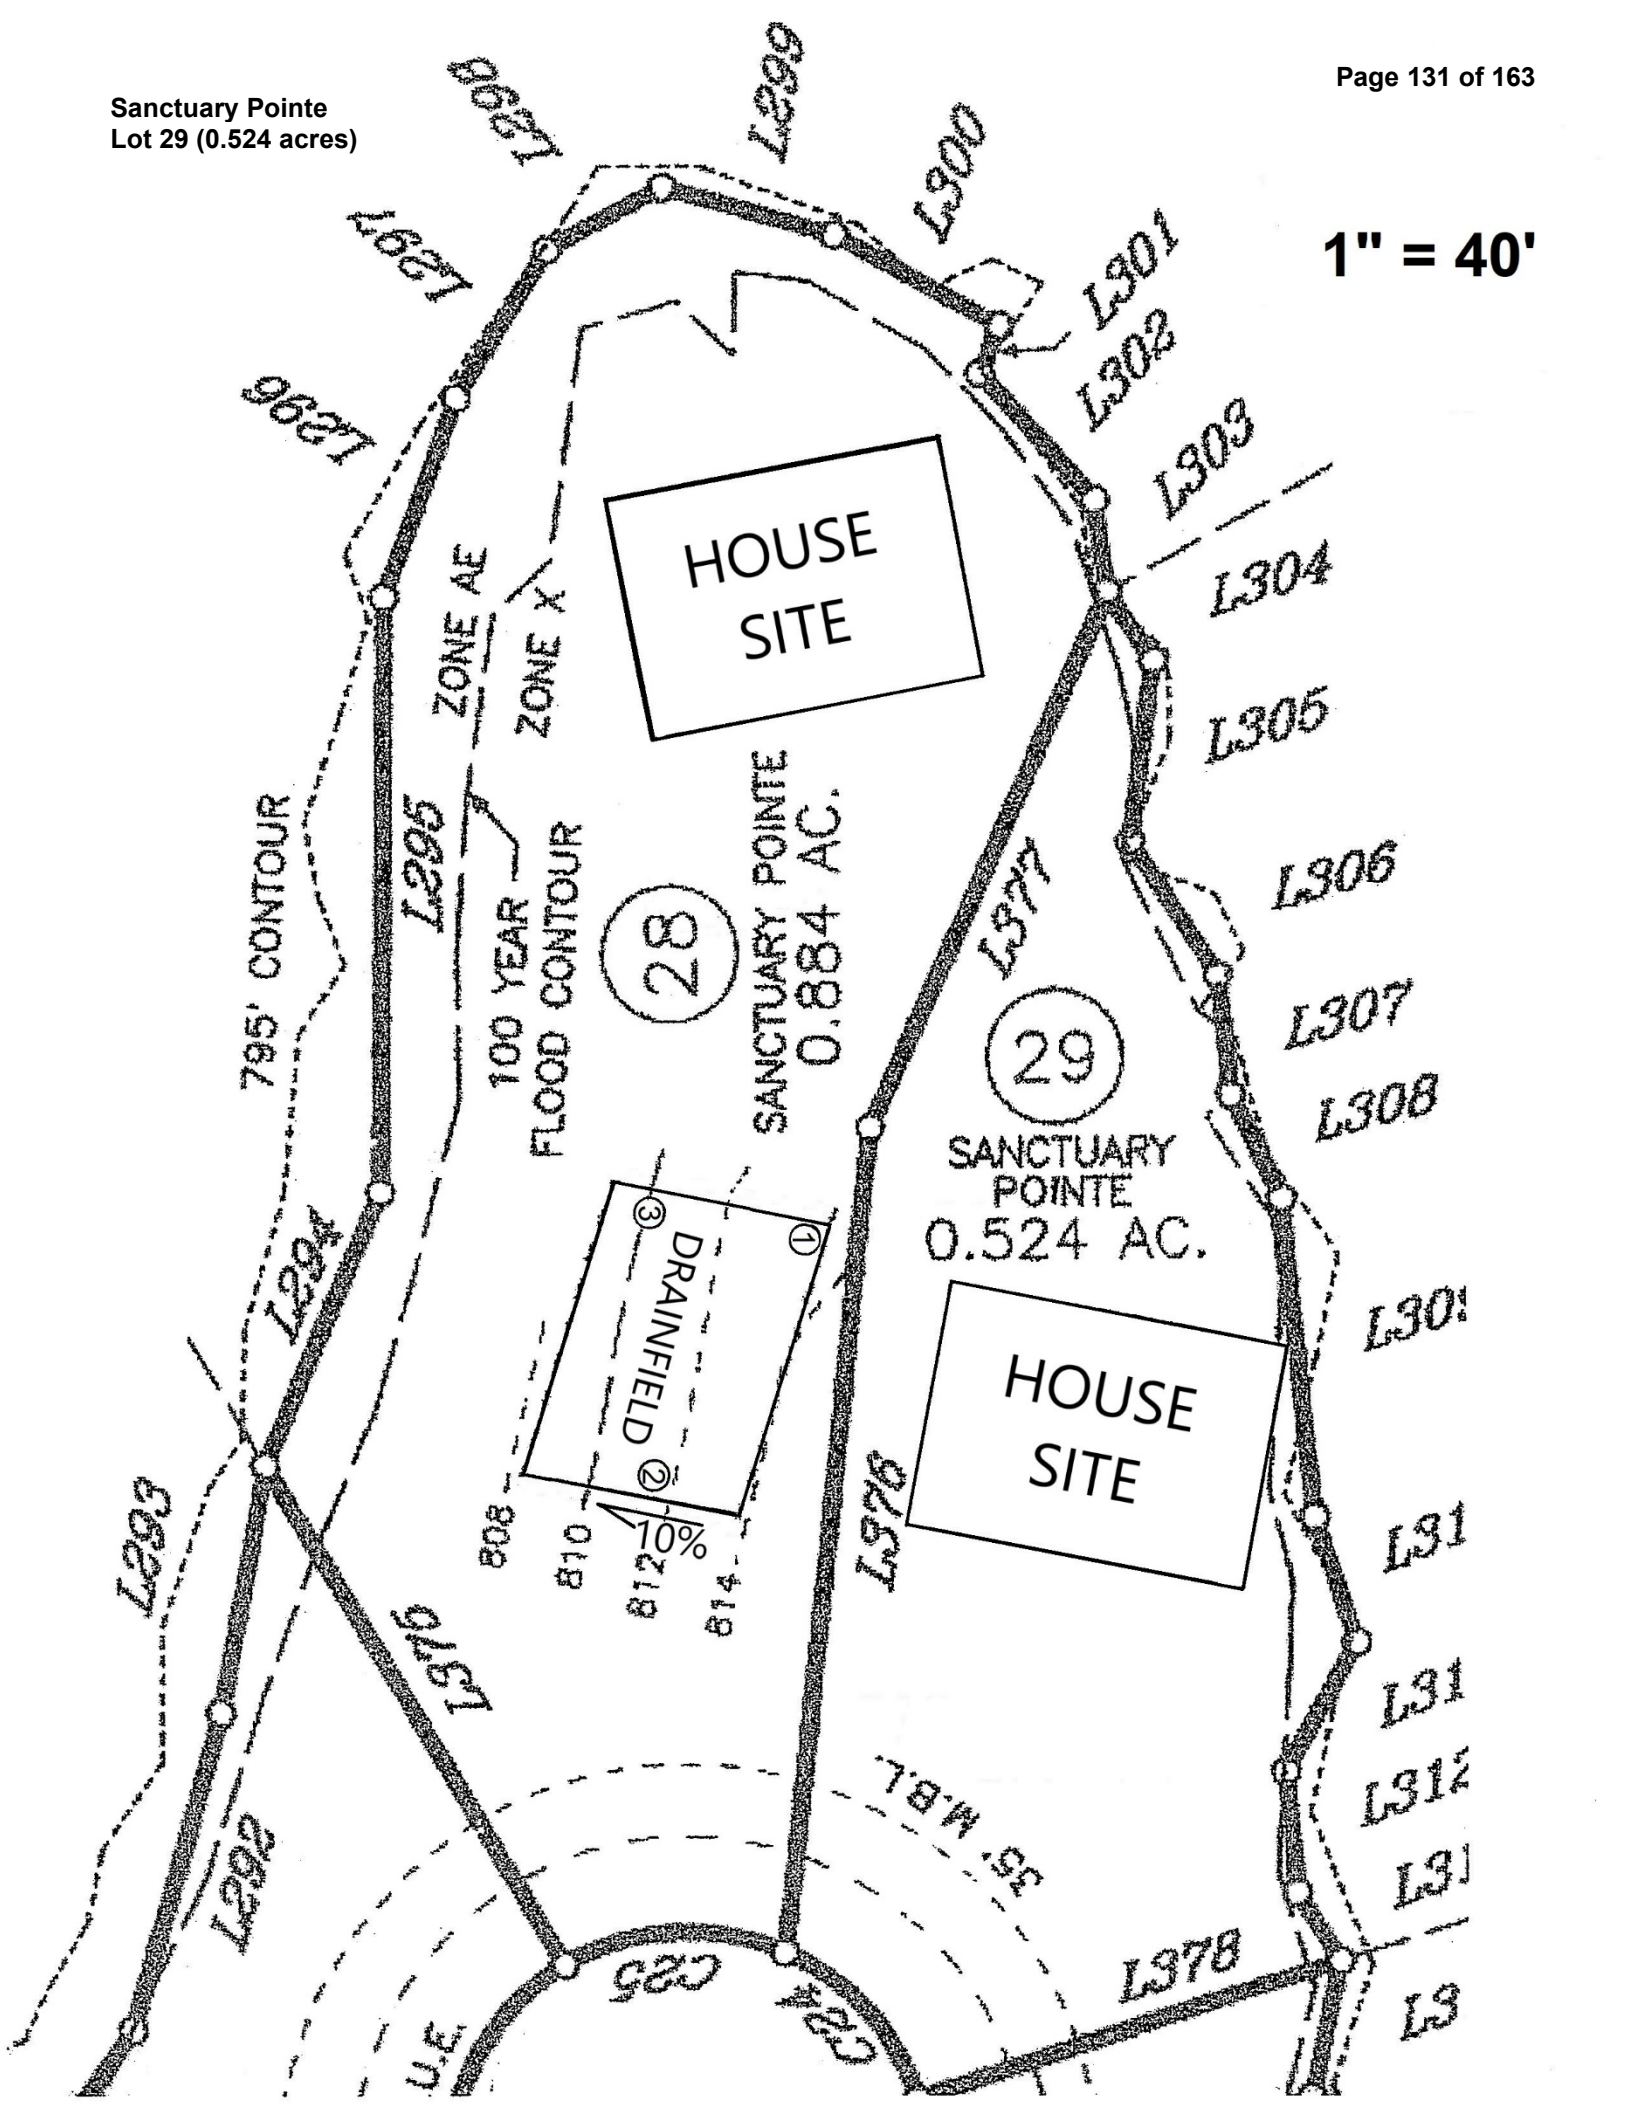 Page 131 of 163
Sanctuary Pointe
Lot 29 (0.524 acres)
1" = 40'
L299
L298
L300
L297
L301
L302
L296
L303
HOUSE
SITE
L304
ZONE AE
ZONE X
L305
795' CONTOUR
L295
100 YEAR
FLOOD CONTOUR
28
SANCTUARY POINTE
0.884 AC.
L377
L306
29
L307
L308
SANCTUARY
POINTE
0.524 AC.
L294
3
1
DRAINFIELD
2
HOUSE
SITE
L293
L376
808
810
812
814
10%
L376
35' M.B.L.
L312
L292
C25
C24
L378
U.E.